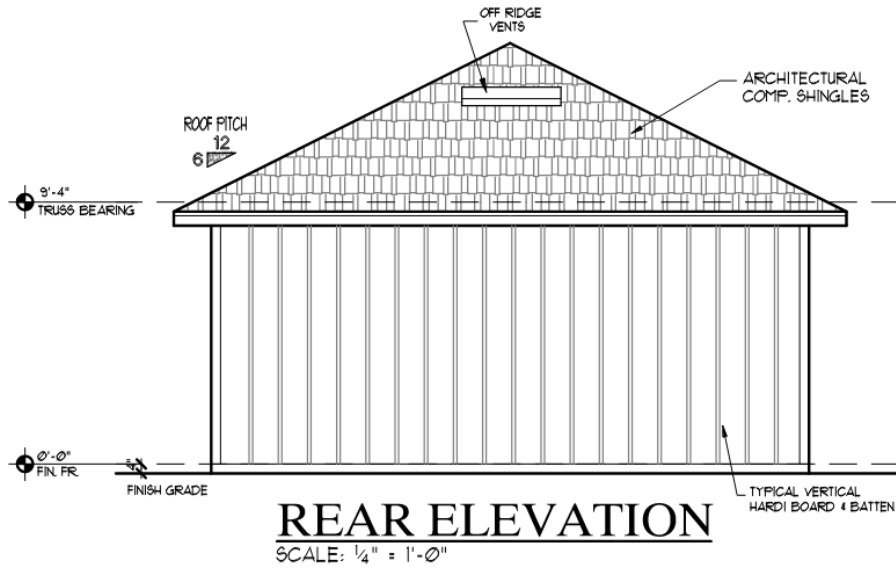 OFF RIDGE
VENTS
ARCHITECTURAL
COMP. SHINGLES
ROOF PITCH
12
6
9'-4"
TRUSS BEARING
0'-0"
FIN. FR.
4"
FINISH GRADE
TYPICAL VERTICAL
HARDI BOARD & BATTEN
REAR ELEVATION
SCALE: 1/4" = 1'-0"